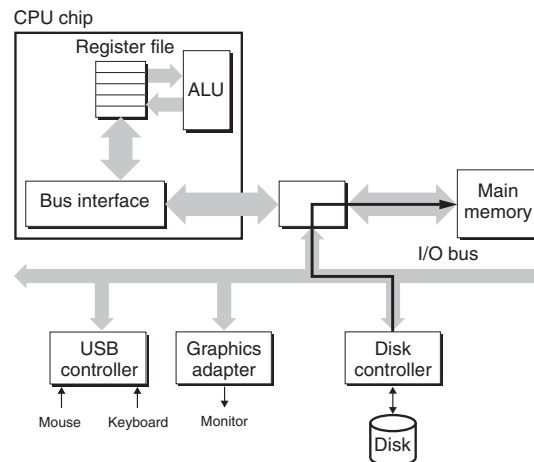 CPU chip
Register file
ALU
Bus interface
Main
memory
I/O bus
USB
controller
Graphics
adapter
Disk
controller
Mouse
Keyboard
Monitor
Disk